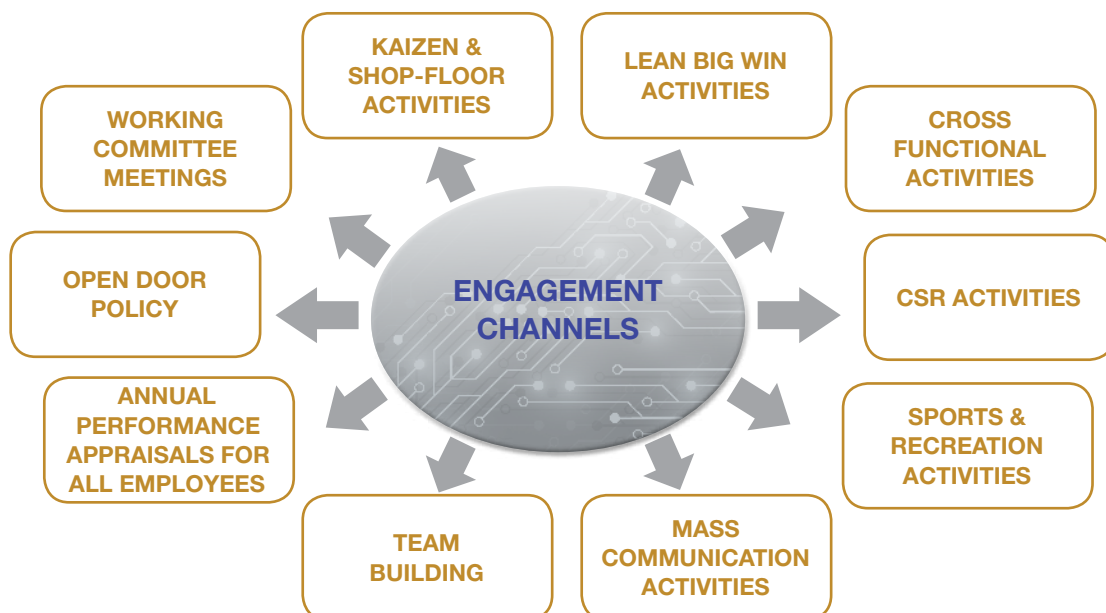 KAIZEN &
SHOP-FLOOR
ACTIVITIES
LEAN BIG WIN
ACTIVITIES
WORKING
COMMITTEE
MEETINGS
CROSS
FUNCTIONAL
ACTIVITIES
OPEN DOOR
POLICY
ENGAGEMENT
CHANNELS
CSR ACTIVITIES
ANNUAL
PERFORMANCE
APPRAISALS FOR
ALL EMPLOYEES
SPORTS &
RECREATION
ACTIVITIES
TEAM
BUILDING
MASS
COMMUNICATION
ACTIVITIES